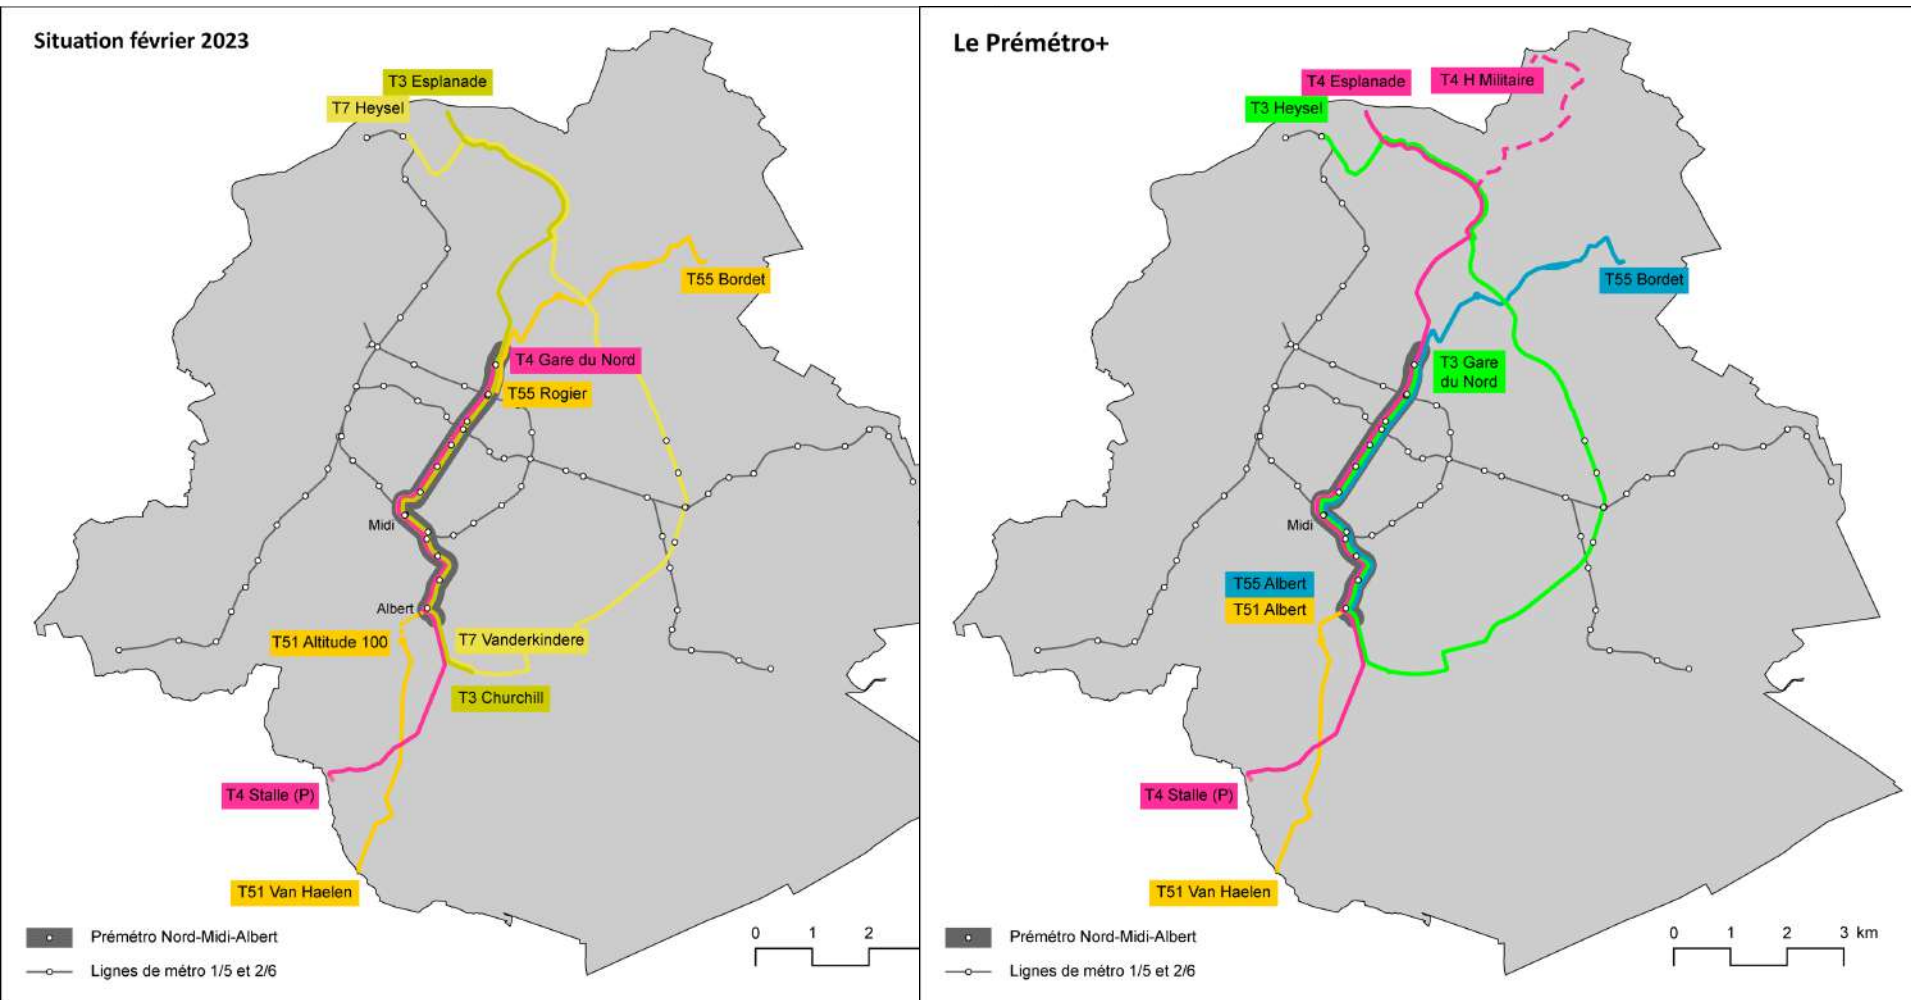 Situation février 2023
T3 Esplanade
T7 Heysel
T55 Bordet
T4 Gare du Nord
T55 Rogier
Midi
Albert
T51 Altitude 100
T7 Vanderkindere
T3 Churchill
T4 Stalle (P)
T51 Van Haelen
Prémétro Nord-Midi-Albert
Lignes de métro 1/5 et 2/6
0 1 2
Le Prémétro+
T4 Esplanade
T4 H Militaire
T3 Heysel
T55 Bordet
T3 Gare
du Nord
Midi
T55 Albert
T51 Albert
T4 Stalle (P)
T51 Van Haelen
Prémétro Nord-Midi-Albert
Lignes de métro 1/5 et 2/6
0 1 2 3 km